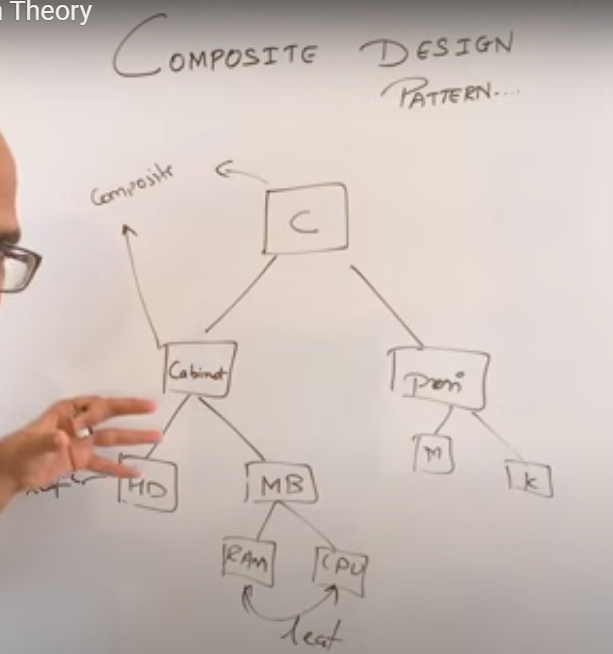 Theory
COMPOSITE DESIGN
PATTERN....
Composite
C
Cabinet
Peri
M
K
HD
MB
RAM
CPU
leaf